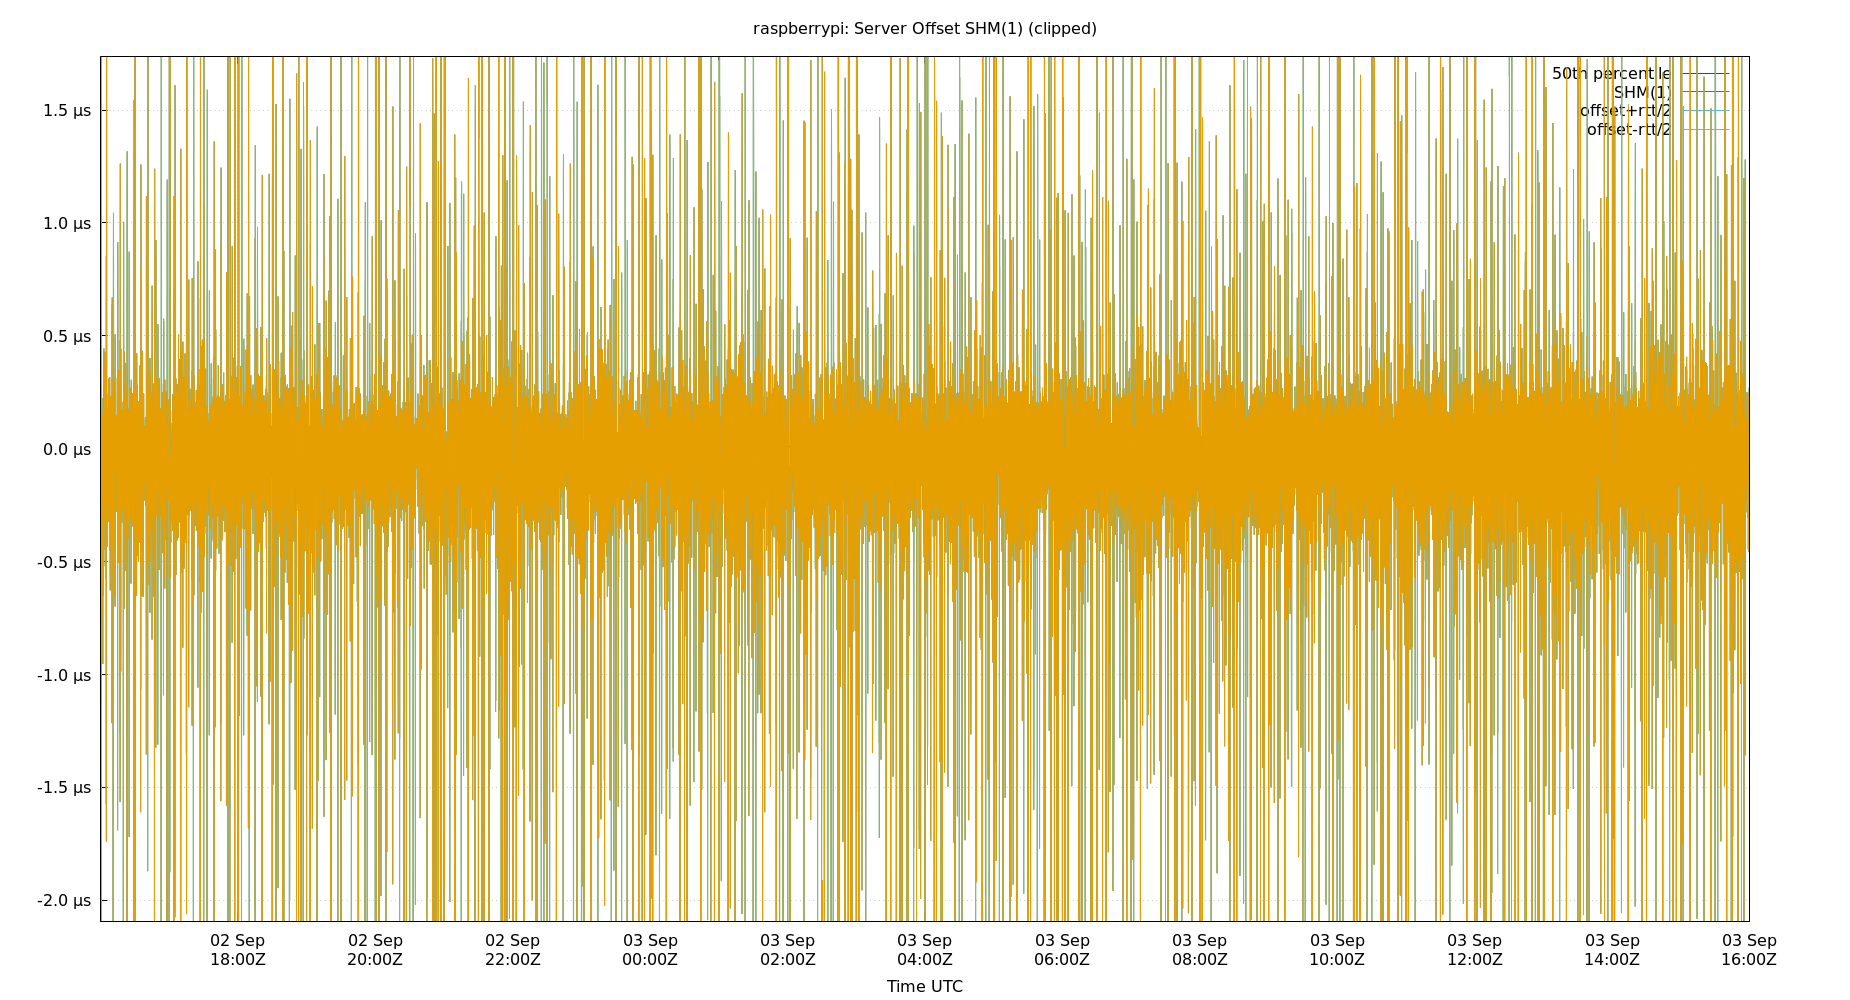 raspberrypi: Server Offset SHM(1) (clipped)
50th percentile
SHM(1)
offset+rtt/2
offset-rtt/2
1.5 µs
1.0 µs
0.5 µs
0.0 µs
-0.5 µs
-1.0 µs
-1.5 µs
-2.0 µs
02 Sep 02 Sep 02 Sep 03 Sep 03 Sep 03 Sep 03 Sep 03 Sep 03 Sep 03 Sep 03 Sep 03 Sep
18:00Z 20:00Z 22:00Z 00:00Z 02:00Z 04:00Z 06:00Z 08:00Z 10:00Z 12:00Z 14:00Z 16:00Z
Time UTC